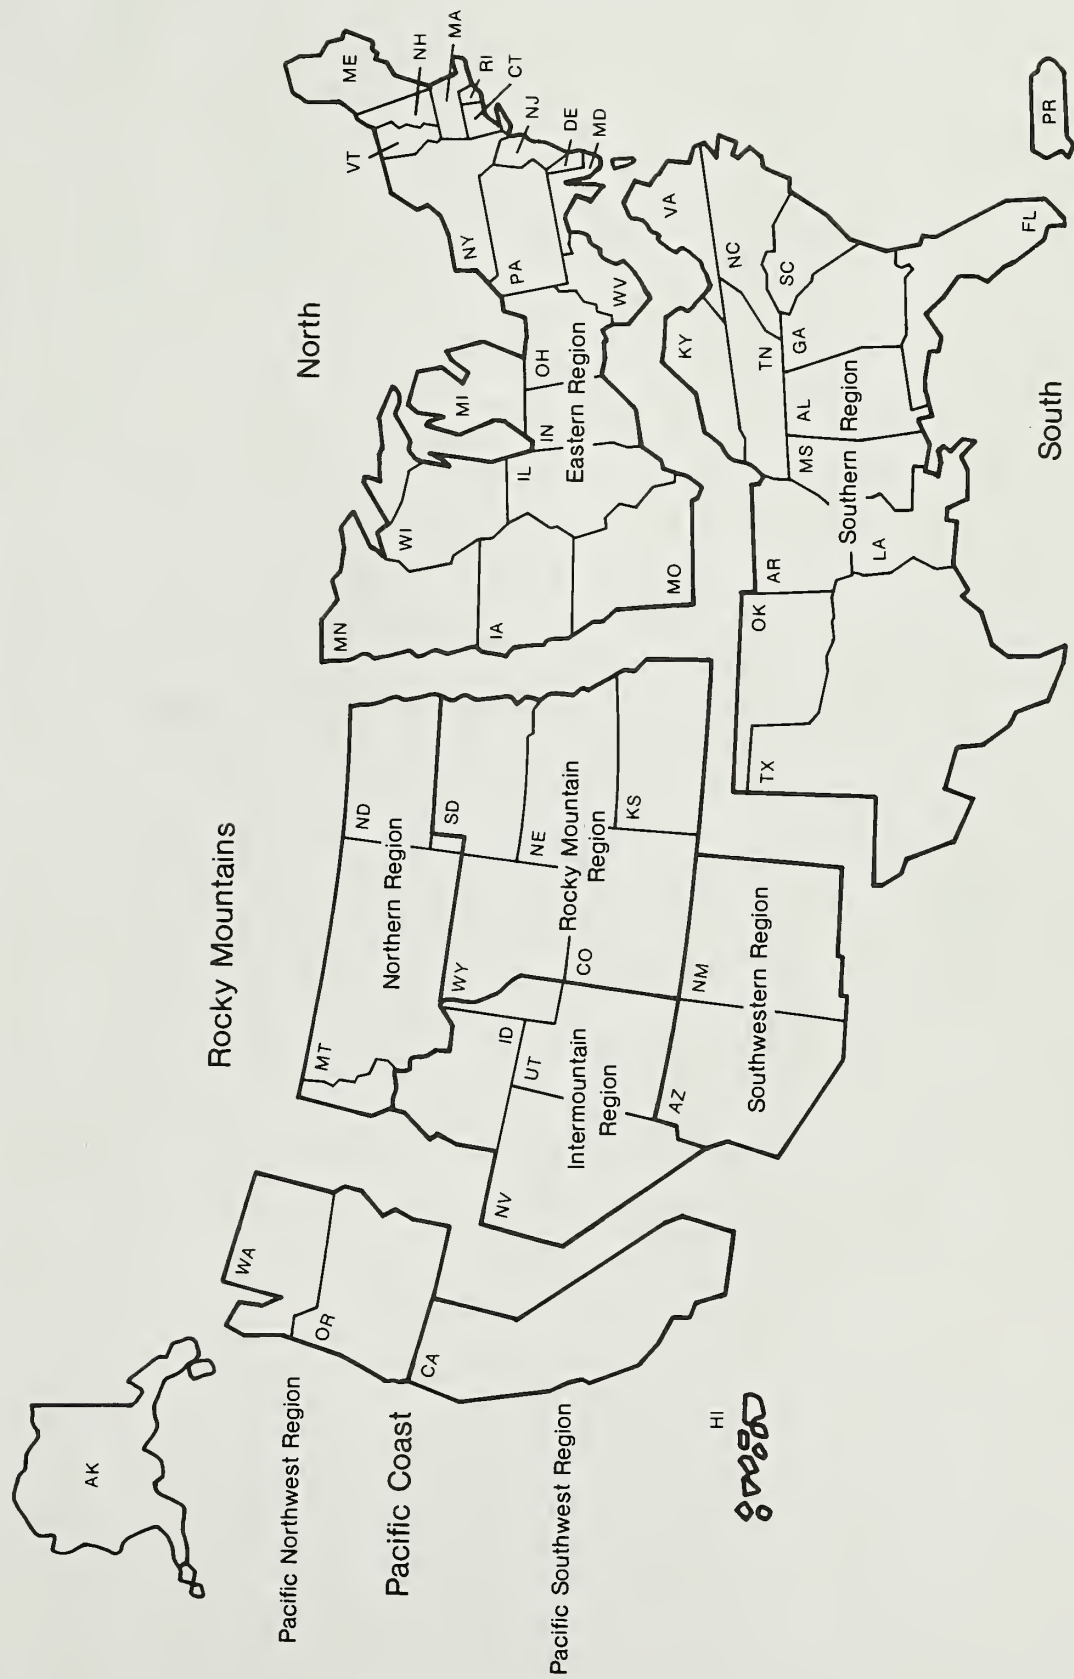 Rocky Mountains
North
South
Pacific Coast
Pacific Northwest Region
Pacific Southwest Region
AK
WA
OR
CA
HI
Northern Region
MT
ND
SD
ID
WY
NE
Rocky Mountain
Region
KS
CO
UT
NV
Intermountain
Region
AZ
NM
Southwestern Region
MN
WI
MI
IA
IL
IN
OH
MO
Eastern Region
WV
PA
NY
VT
ME
NH
MA
RI
CT
NJ
DE
MD
VA
KY
NC
TN
SC
GA
AL
MS
Southern
Region
AR
LA
OK
TX
FL
PR